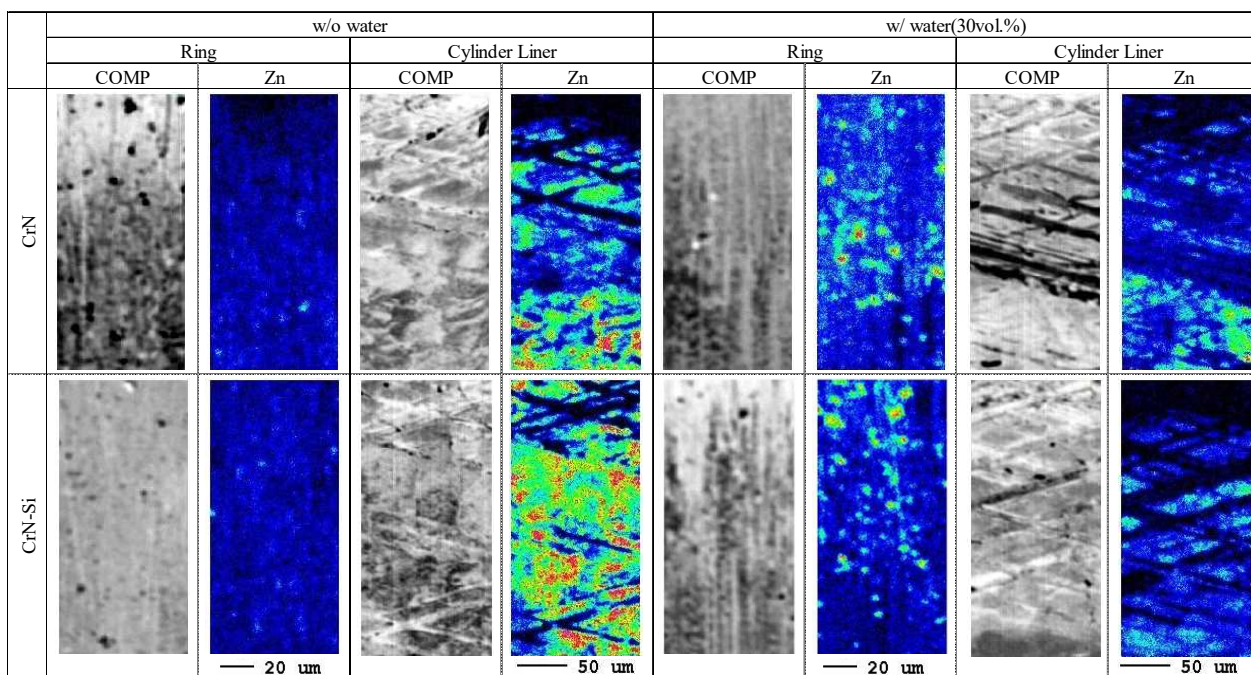 w/o water w/ water(30vol.%)
Ring Cylinder Liner Ring Cylinder Liner
COMP Zn COMP Zn COMP Zn COMP Zn
CrN
CrN-Si
20 um 50 um 20 um 50 um